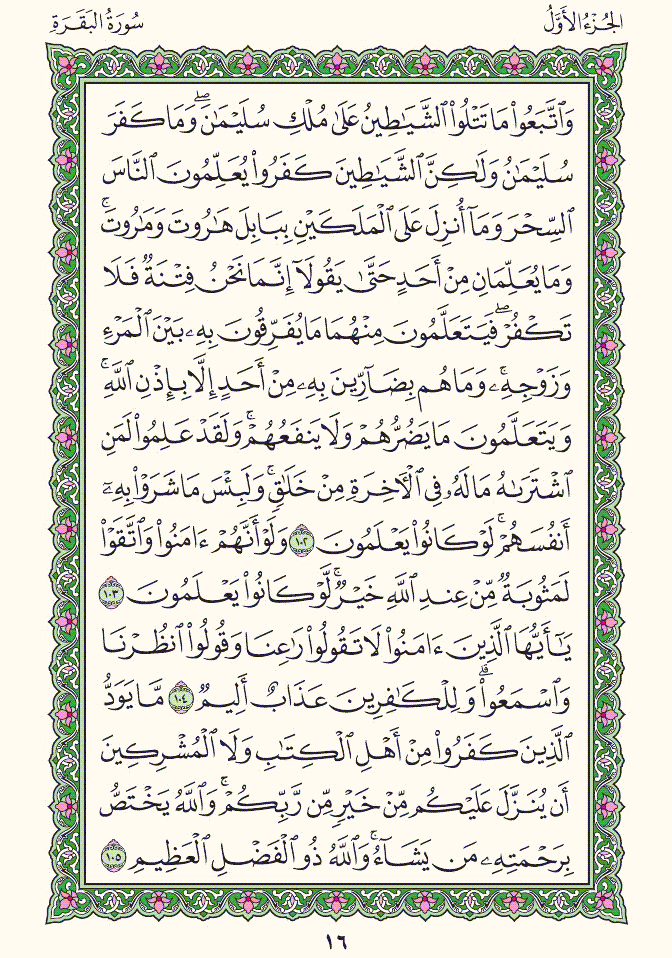 الجُزْءُ الأَوَّلُ
سُورَةُ البَقَرَةِ
وَٱتَّبَعُوا۟ مَا تَتْلُوا۟ ٱلشَّيَـٰطِينُ عَلَىٰ مُلْكِ سُلَيْمَـٰنَ ۖ وَمَا كَفَرَ
سُلَيْمَـٰنُ وَلَـٰكِنَّ ٱلشَّيَـٰطِينَ كَفَرُوا۟ يُعَلِّمُونَ ٱلنَّاسَ
ٱلسِّحْرَ وَمَآ أُنزِلَ عَلَى ٱلْمَلَكَيْنِ بِبَابِلَ هَـٰرُوتَ وَمَـٰرُوتَ ۚ
وَمَا يُعَلِّمَانِ مِنْ أَحَدٍ حَتَّىٰ يَقُولَآ إِنَّمَا نَحْنُ فِتْنَةٌ فَلَا
تَكْفُرْ ۖ فَيَتَعَلَّمُونَ مِنْهُمَا مَا يُفَرِّقُونَ بِهِۦ بَيْنَ ٱلْمَرْءِ
وَزَوْجِهِۦ ۚ وَمَا هُم بِضَآرِّينَ بِهِۦ مِنْ أَحَدٍ إِلَّا بِإِذْنِ ٱللَّهِ ۚ
وَيَتَعَلَّمُونَ مَا يَضُرُّهُمْ وَلَا يَنفَعُهُمْ ۚ وَلَقَدْ عَلِمُوا۟ لَمَنِ
ٱشْتَرَىٰهُ مَا لَهُۥ فِى ٱلْـَٔاخِرَةِ مِنْ خَلَـٰقٍ ۚ وَلَبِئْسَ مَا شَرَوْا۟ بِهِۦٓ
أَنفُسَهُمْ ۚ لَوْ كَانُوا۟ يَعْلَمُونَ ١٠٢ وَلَوْ أَنَّهُمْ ءَامَنُوا۟ وَٱتَّقَوْا۟
لَمَثُوبَةٌ مِّنْ عِندِ ٱللَّهِ خَيْرٌ ۖ لَّوْ كَانُوا۟ يَعْلَمُونَ ١٠٣
يَـٰٓأَيُّهَا ٱلَّذِينَ ءَامَنُوا۟ لَا تَقُولُوا۟ رَٰعِنَا وَقُولُوا۟ ٱنظُرْنَا
وَٱسْمَعُوا۟ ۗ وَلِلْكَـٰفِرِينَ عَذَابٌ أَلِيمٌ ١٠٤ مَّا يَوَدُّ
ٱلَّذِينَ كَفَرُوا۟ مِنْ أَهْلِ ٱلْكِتَـٰبِ وَلَا ٱلْمُشْرِكِينَ
أَن يُنَزَّلَ عَلَيْكُم مِّنْ خَيْرٍ مِّن رَّبِّكُمْ ۗ وَٱللَّهُ يَخْتَصُّ
بِرَحْمَتِهِۦ مَن يَشَآءُ ۚ وَٱللَّهُ ذُو ٱلْفَضْلِ ٱلْعَظِيمِ ١٠٥
١٦